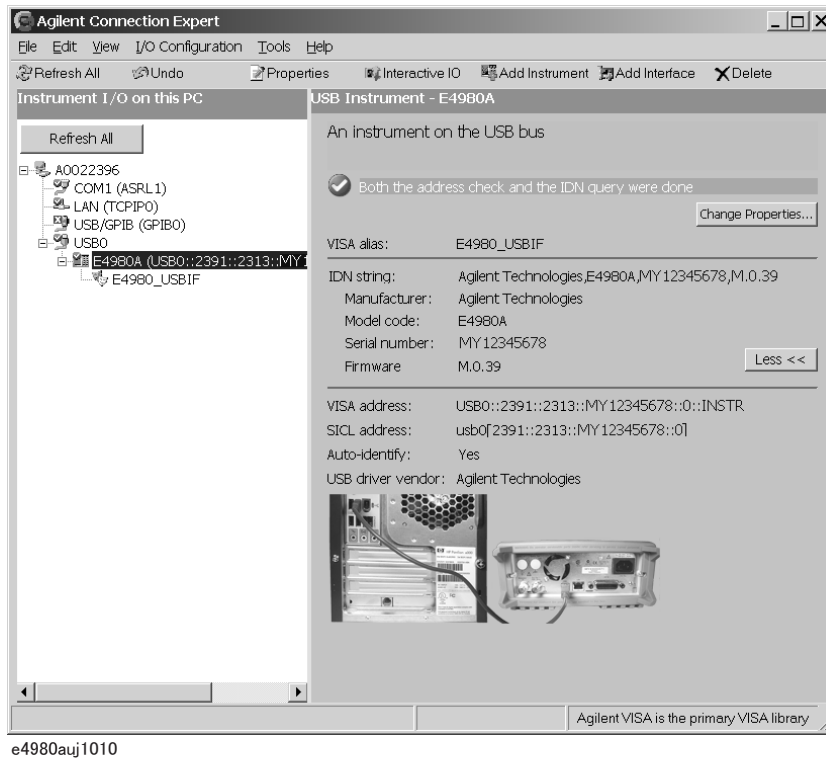 Agilent Connection Expert
File Edit View I/O Configuration Tools Help
Refresh All Undo Properties Interactive IO Add Instrument Add Interface Delete
Instrument I/O on this PC
USB Instrument - E4980A
Refresh All
A0022396
COM1 (ASRL1)
LAN (TCPIP0)
USB/GPIB (GPIB0)
USB0
E4980A (USB0::2391::2313::MY1
E4980_USBIF
An instrument on the USB bus
Both the address check and the IDN query were done
Change Properties...
VISA alias: E4980_USBIF
IDN string: Agilent Technologies,E4980A,MY12345678,M.0.39
Manufacturer: Agilent Technologies
Model code: E4980A
Serial number: MY12345678
Firmware M.0.39
Less <<
VISA address: USB0::2391::2313::MY12345678::0::INSTR
SICL address: usb0[2391::2313::MY12345678::0]
Auto-identify: Yes
USB driver vendor: Agilent Technologies
Agilent VISA is the primary VISA library
e4980auj1010